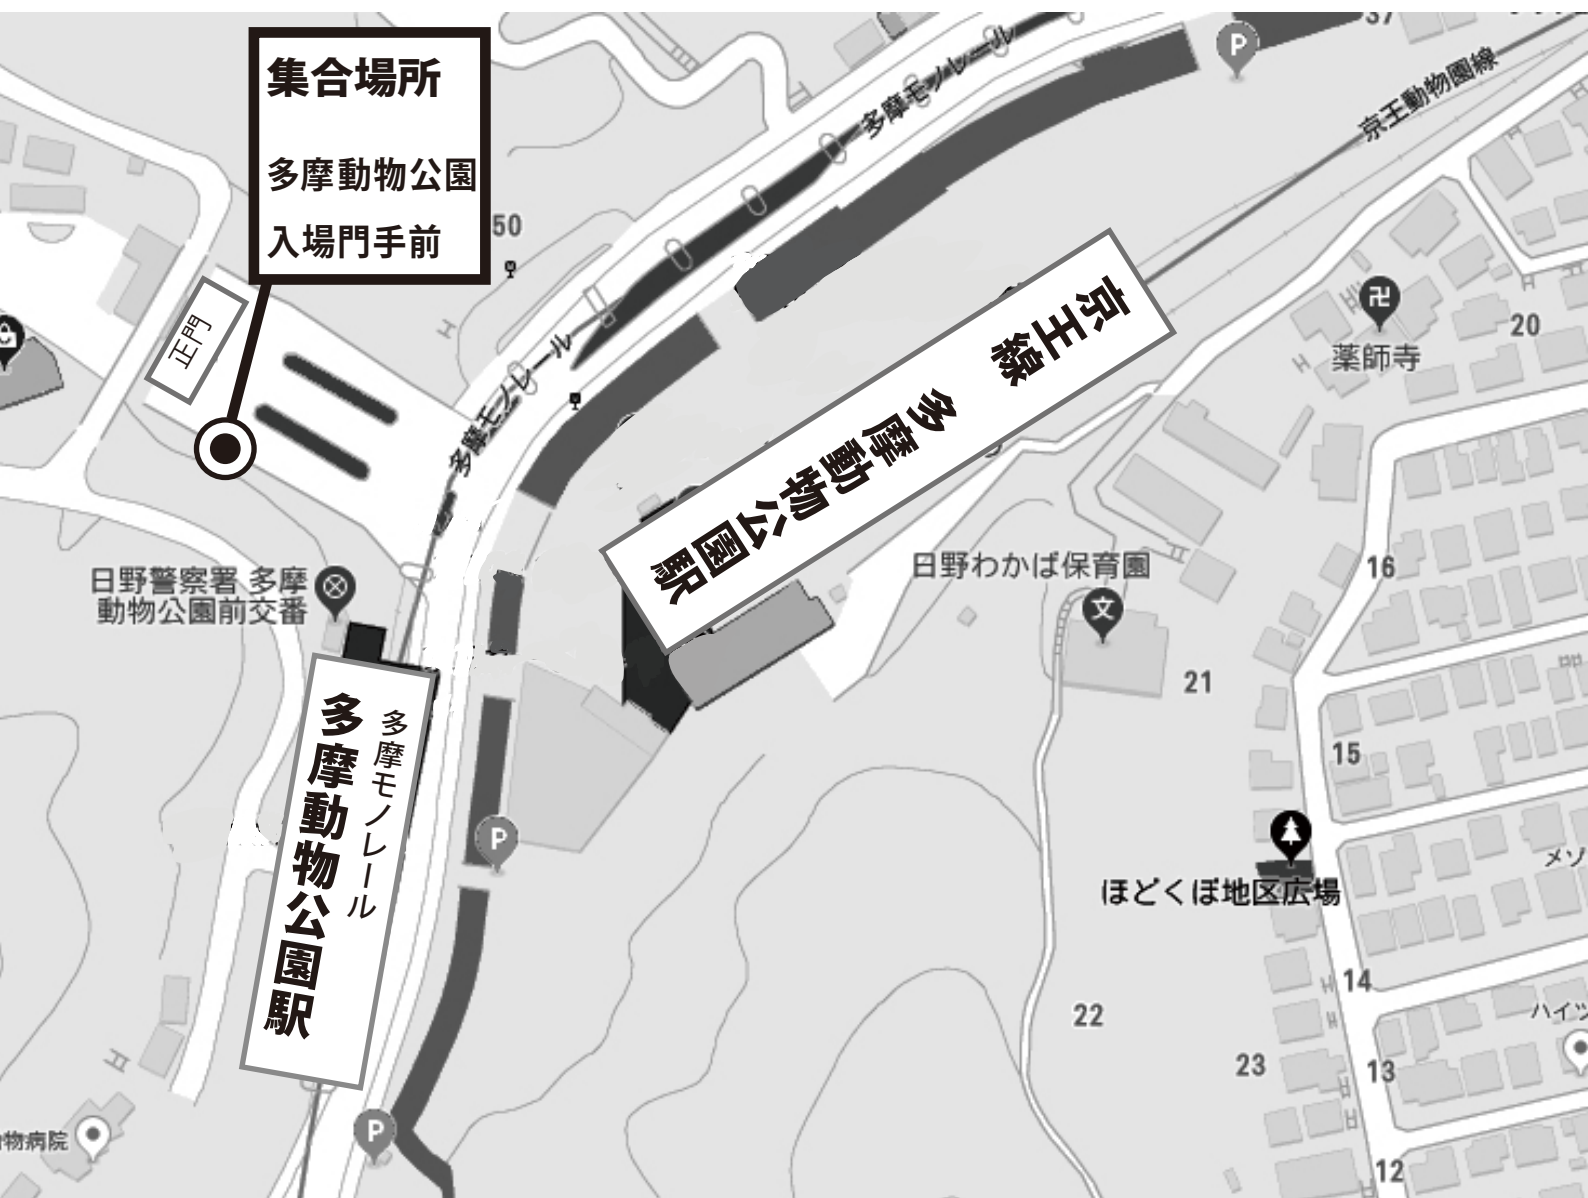 37
集合場所
多摩動物公園
入場門手前
50
正門
多摩モノレール
多摩モノレール
P
京王動物園線
京王線 多摩動物公園駅
薬師寺
20
日野警察署 多摩
動物公園前交番
多摩モノレール
多摩動物公園駅
日野わかば保育園
文
16
21
15
P
ほどくぼ地区広場
メゾ
14
22
ハイツ
23
13
P
物病院
12